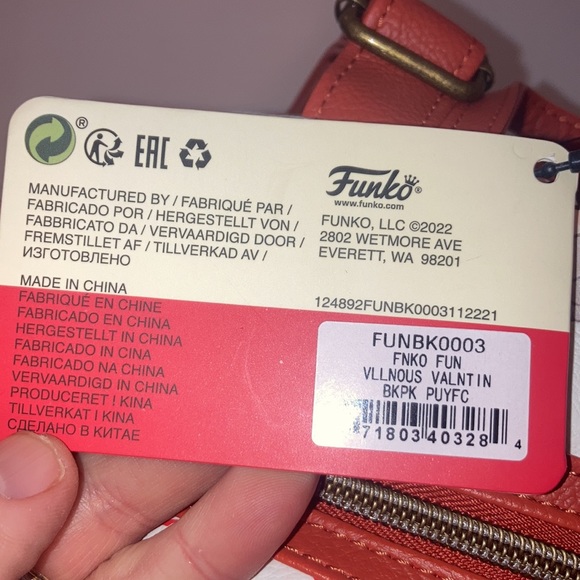 ®
EAC
MANUFACTURED BY / FABRIQUÉ PAR /
FABRICADO POR / HERGESTELLT VON /
FABBRICATO DA / VERVAARDIGD DOOR /
FREMSTILLET AF / TILLVERKAD AV /
ИЗГОТОВЛЕНО
MADE IN CHINA
FABRIQUÉ EN CHINE
FABRICADO EN CHINA
HERGESTELLT IN CHINA
FABBRICADO IN CINA
FABRICADO NA CHINA
VERVAARDIGD IN CHINA
PRODUCERET I KINA
TILLVERKAT I KINA
СДЕЛАНО В КИТАЕ
Funko®
www.funko.com
FUNKO, LLC ©2022
2802 WETMORE AVE
EVERETT, WA 98201
124892FUNBK0003112221
FUNBK0003
FNKO FUN
VLLNOUS VALNTIN
BKPK PUYFC
71803 40328 4